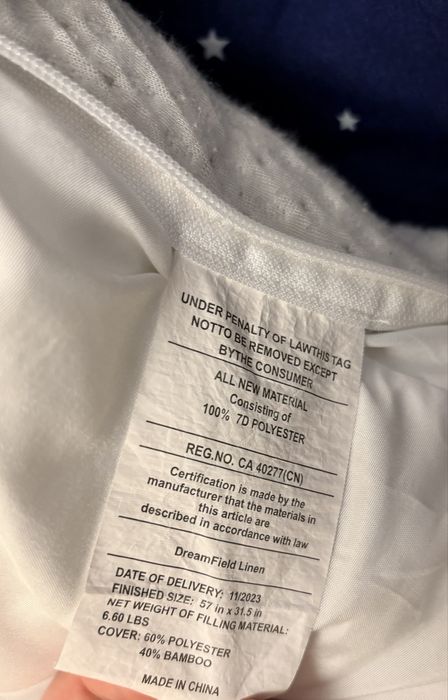 UNDER PENALTY OF LAWTHIS TAG
NOTTO BE REMOVED EXCEPT
BYTHE CONSUMER
ALL NEW MATERIAL
Consisting of
100% 7D POLYESTER
REG.NO. CA 40277(CN)
Certification is made by the
manufacturer that the materials in
this article are
described in accordance with law
DreamField Linen
DATE OF DELIVERY: 11/2023
FINISHED SIZE: 57 in x 31.5 in
NET WEIGHT OF FILLING MATERIAL:
6.60 LBS
COVER: 60% POLYESTER
40% BAMBOO
MADE IN CHINA